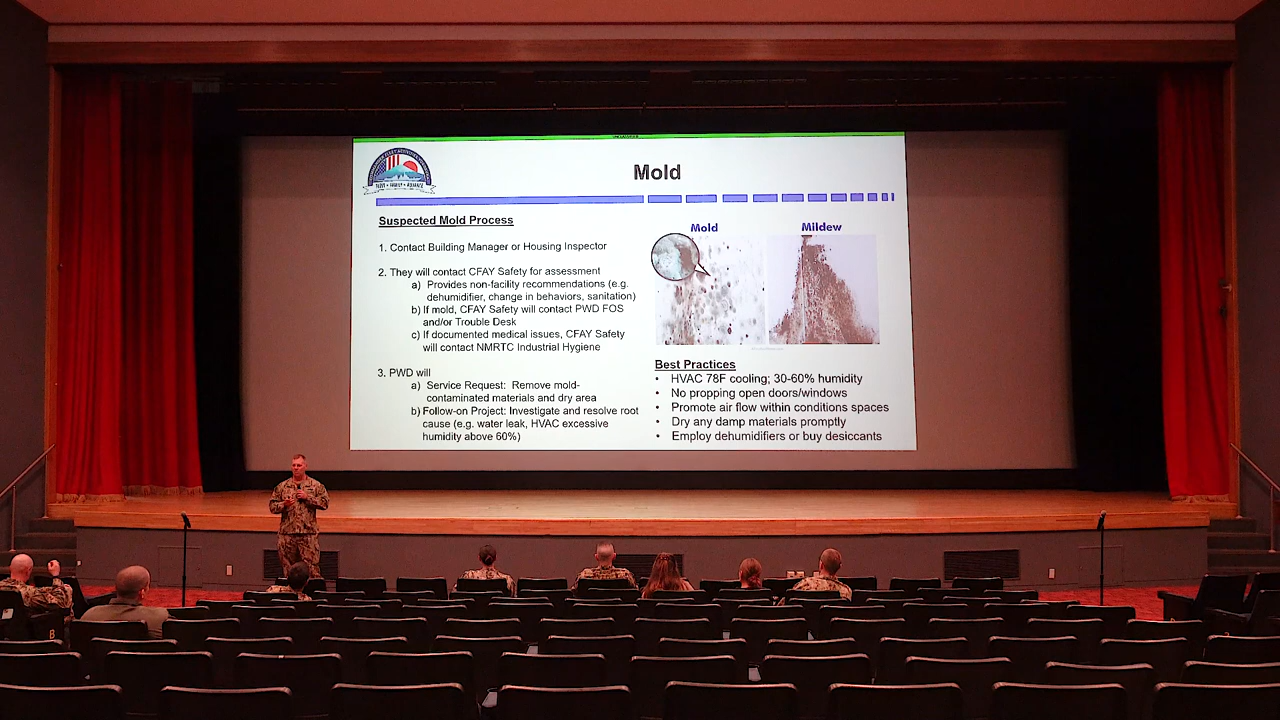 Mold
Suspected Mold Process
1. Contact Building Manager or Housing Inspector
2. They will contact CFAY Safety for assessment
a) Provides non-facility recommendations (e.g.
dehumidifier, change in behaviors, sanitation)
b) If mold, CFAY Safety will contact PWD FOS
and/or Trouble Desk
c) If documented medical issues, CFAY Safety
will contact NMRTC Industrial Hygiene
3. PWD will
a) Service Request: Remove mold-
contaminated materials and dry area
b) Follow-on Project: Investigate and resolve root
cause (e.g. water leak, HVAC excessive
humidity above 60%)
Mold
Mildew
Best Practices
• HVAC 78F cooling; 30-60% humidity
• No propping open doors/windows
• Promote air flow within conditions spaces
• Dry any damp materials promptly
• Employ dehumidifiers or buy desiccants
B